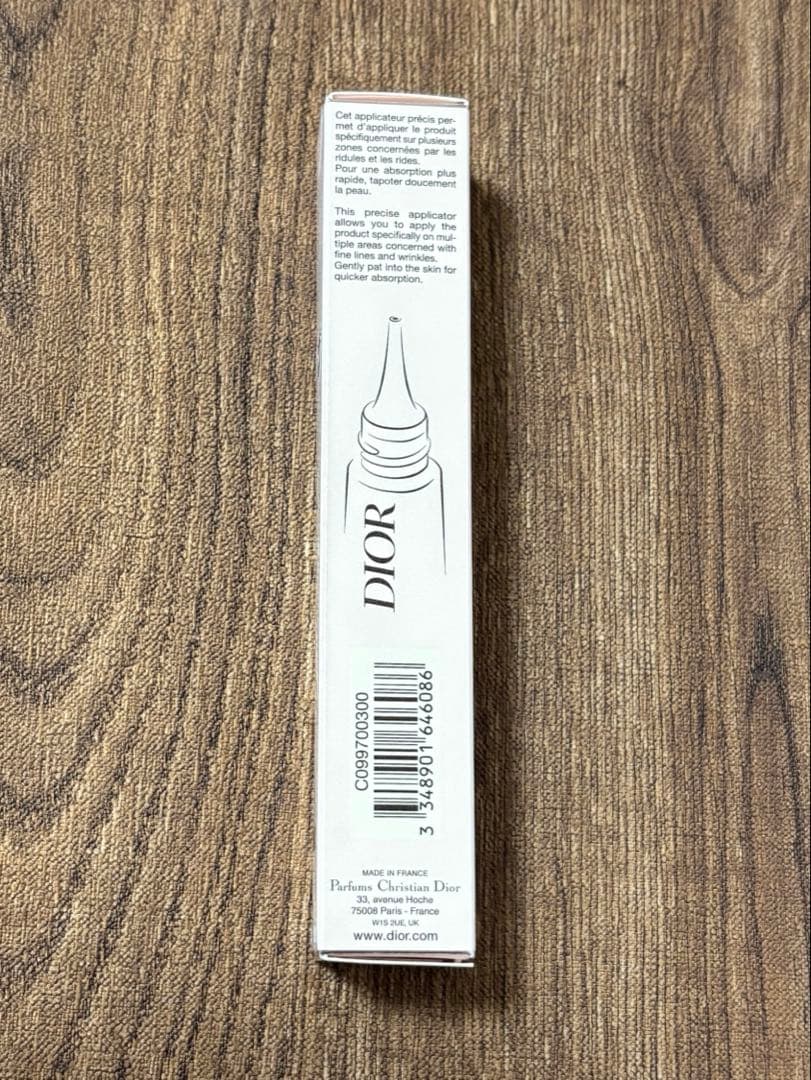 Cet applicateur précis per-
met d'appliquer le produit
spécifiquement sur plusieurs
zones concernées par les
ridules et les rides.
Pour une absorption plus
rapide, tapoter doucement
la peau.
This precise applicator
allows you to apply the
product specifically on mul-
tiple areas concerned with
fine lines and wrinkles.
Gently pat into the skin for
quicker absorption.
DIOR
C099700300
3 348901 646086
MADE IN FRANCE
Parfums Christian Dior
33, avenue Hoche
75008 Paris - France
W1S 2UE, UK
www.dior.com